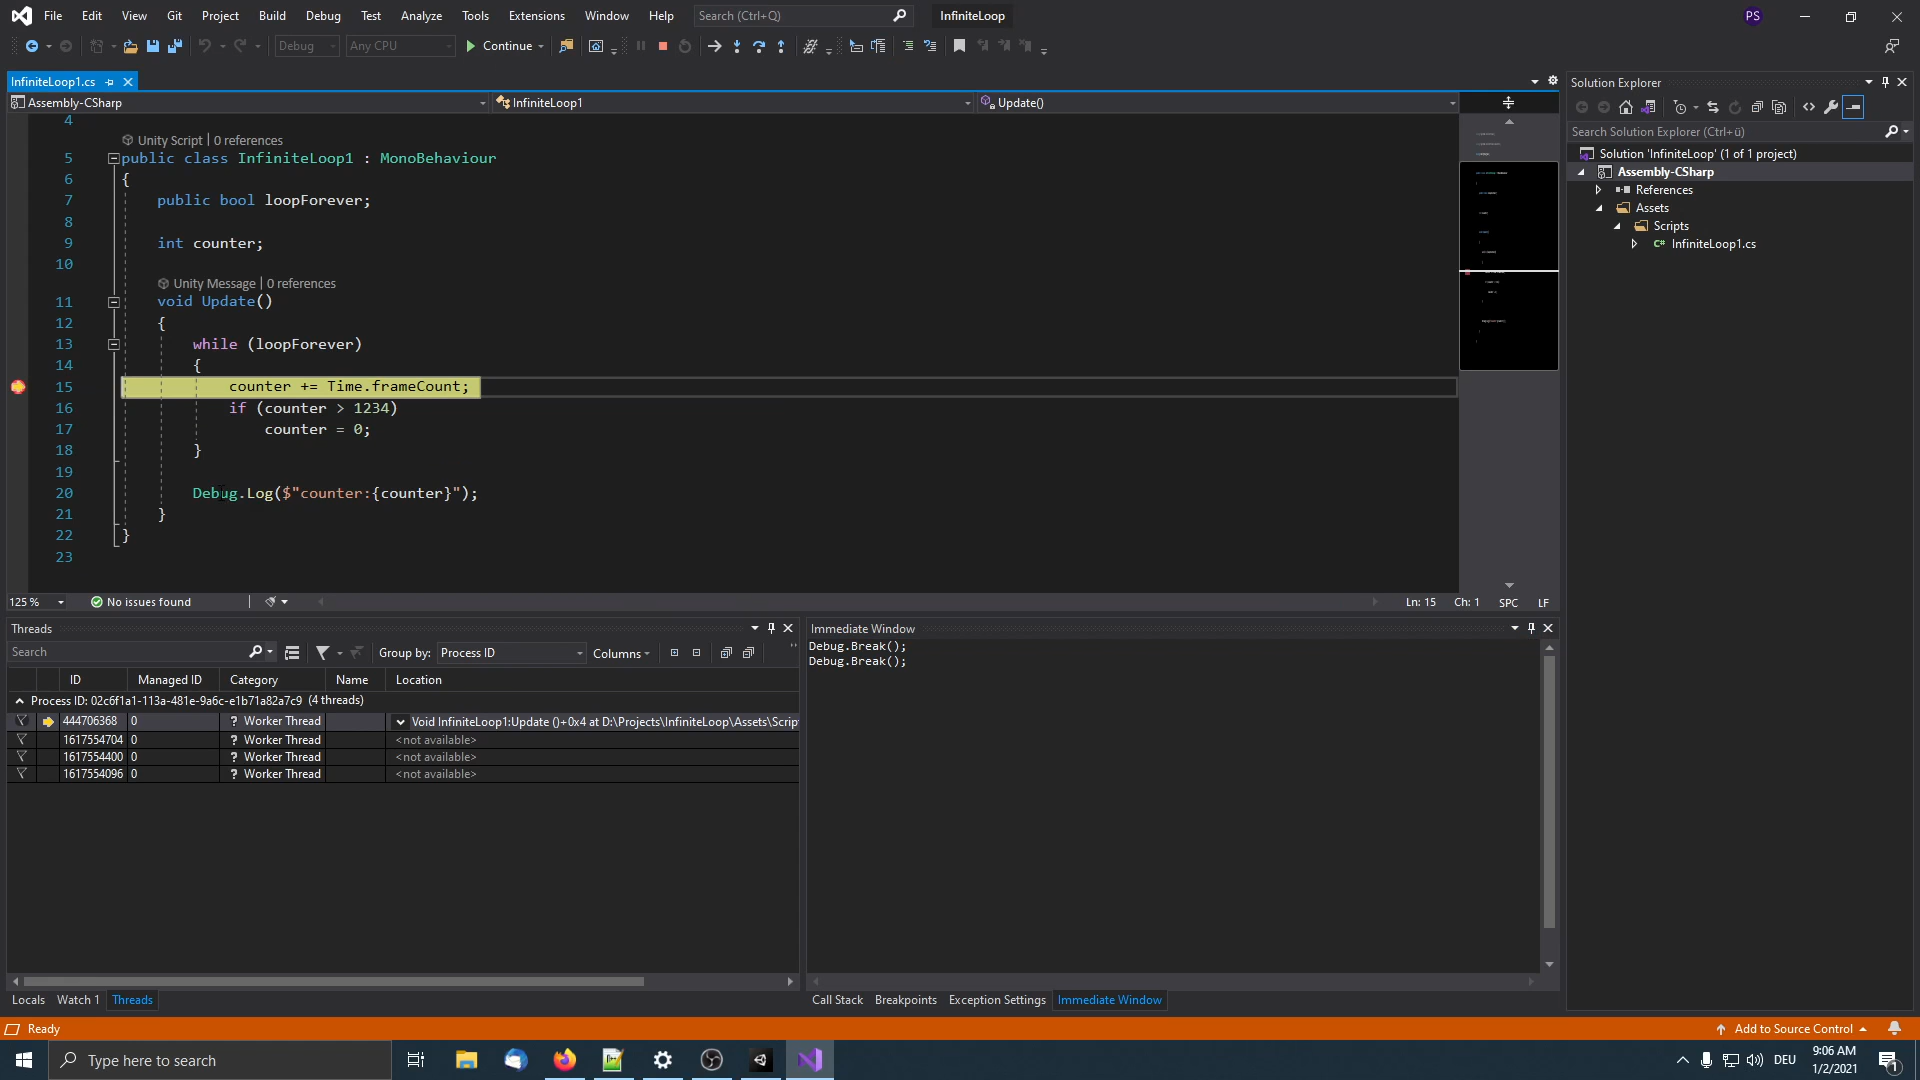 File Edit View Git Project Build Debug Test Analyze Tools Extensions Window Help Search (Ctrl+Q) InfiniteLoop PS
Debug Any CPU Continue
InfiniteLoop1.cs
Assembly-CSharp InfiniteLoop1 Update()
4
Unity Script | 0 references
5 public class InfiniteLoop1 : MonoBehaviour
6 {
7 public bool loopForever;
8
9 int counter;
10
Unity Message | 0 references
11 void Update()
12 {
13 while (loopForever)
14 {
15 counter += Time.frameCount;
16 if (counter > 1234)
17 counter = 0;
18 }
19
20 Debug.Log($"counter:{counter}");
21 }
22 }
23
125 % No issues found Ln: 15 Ch: 1 SPC LF
Solution Explorer
Search Solution Explorer (Ctrl+ü)
Solution 'InfiniteLoop' (1 of 1 project)
Assembly-CSharp
References
Assets
Scripts
C# InfiniteLoop1.cs
Threads
Search Group by: Process ID Columns
ID Managed ID Category Name Location
Process ID: 02c6f1a1-113a-481e-9a6c-e1b71a82a7c9 (4 threads)
444706368 0 ? Worker Thread Void InfiniteLoop1:Update ()+0x4 at D:\Projects\InfiniteLoop\Assets\Scrip
1617554704 0 ? Worker Thread <not available>
1617554400 0 ? Worker Thread <not available>
1617554096 0 ? Worker Thread <not available>
Locals Watch 1 Threads
Immediate Window
Debug.Break();
Debug.Break();
Call Stack Breakpoints Exception Settings Immediate Window
Ready Add to Source Control
Type here to search DEU 9:06 AM
1/2/2021 1